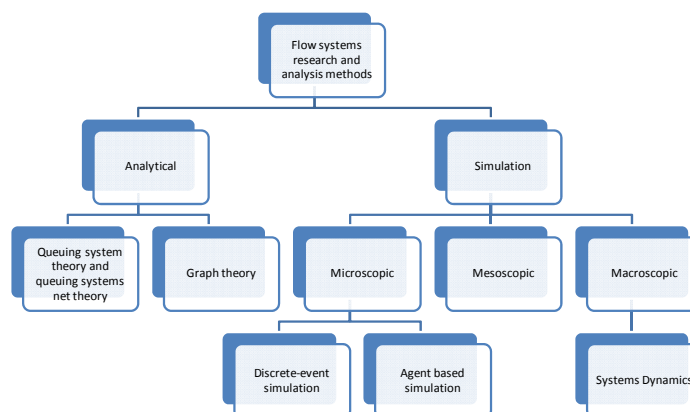 Flow systems
research and
analysis methods
Analytical
Simulation
Queuing system
theory and
queuing systems
net theory
Graph theory
Microscopic
Mesoscopic
Macroscopic
Discrete-event
simulation
Agent based
simulation
Systems Dynamics